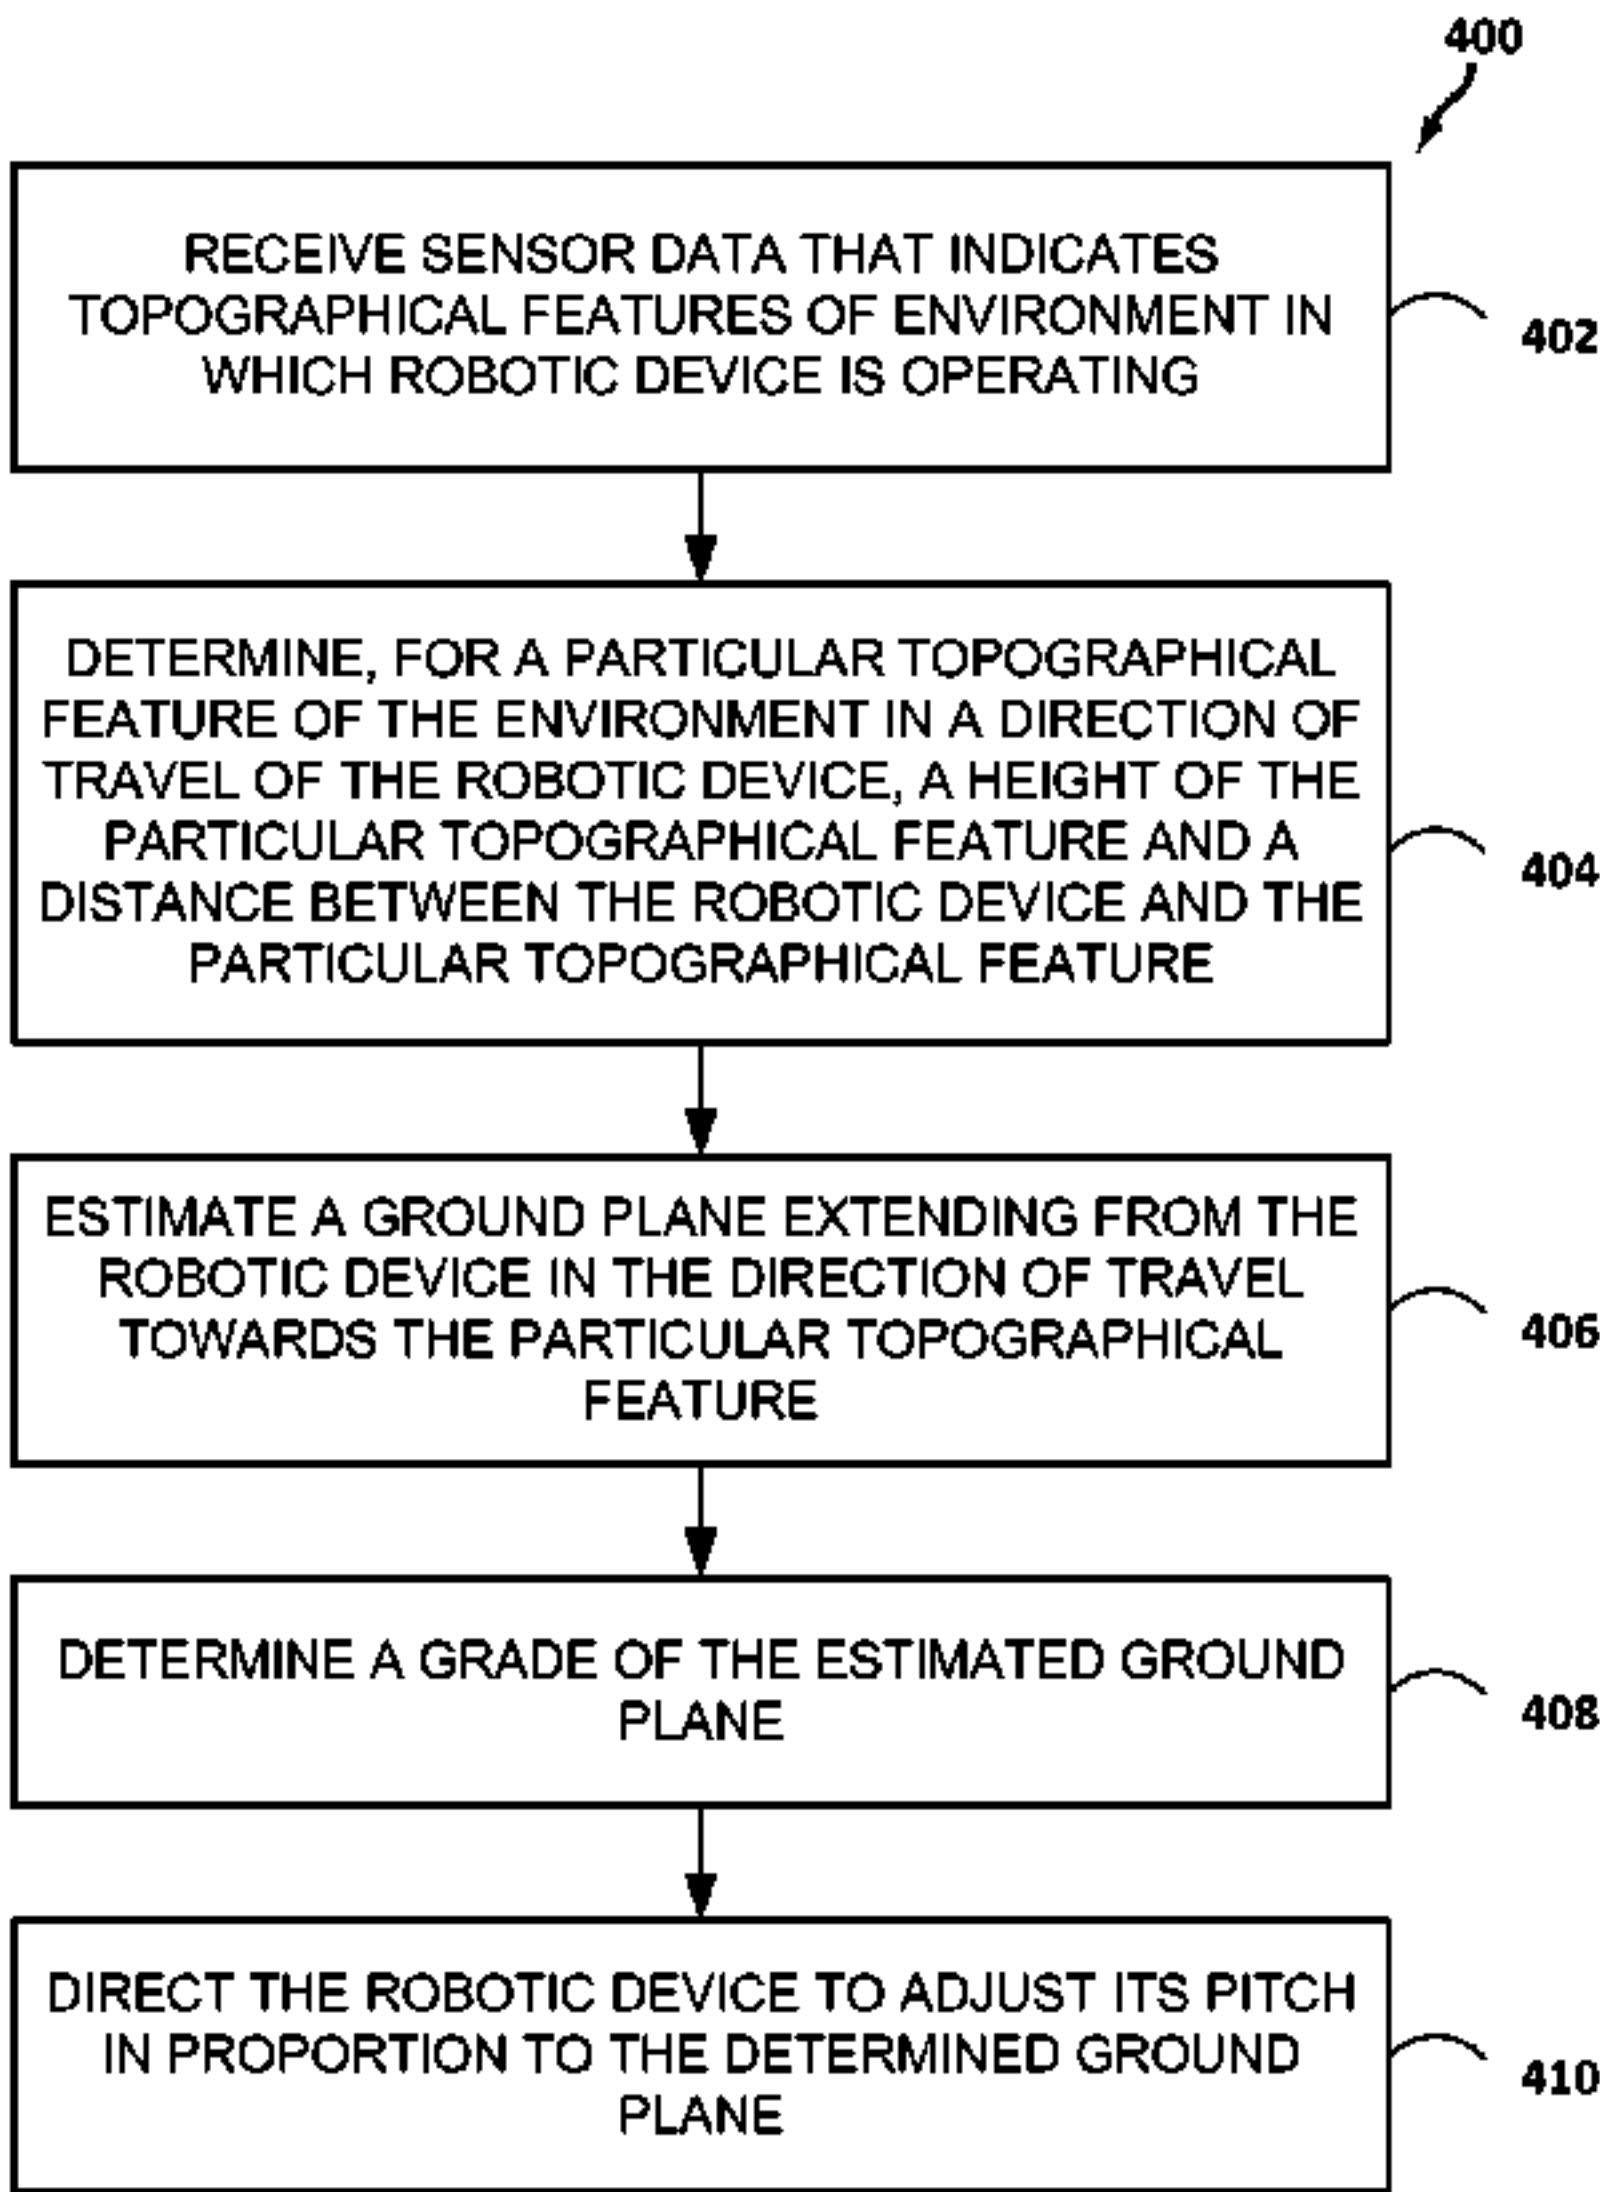 400
RECEIVE SENSOR DATA THAT INDICATES
TOPOGRAPHICAL FEATURES OF ENVIRONMENT IN
WHICH ROBOTIC DEVICE IS OPERATING
402
DETERMINE, FOR A PARTICULAR TOPOGRAPHICAL
FEATURE OF THE ENVIRONMENT IN A DIRECTION OF
TRAVEL OF THE ROBOTIC DEVICE, A HEIGHT OF THE
PARTICULAR TOPOGRAPHICAL FEATURE AND A
DISTANCE BETWEEN THE ROBOTIC DEVICE AND THE
PARTICULAR TOPOGRAPHICAL FEATURE
404
ESTIMATE A GROUND PLANE EXTENDING FROM THE
ROBOTIC DEVICE IN THE DIRECTION OF TRAVEL
TOWARDS THE PARTICULAR TOPOGRAPHICAL
FEATURE
406
DETERMINE A GRADE OF THE ESTIMATED GROUND
PLANE
408
DIRECT THE ROBOTIC DEVICE TO ADJUST ITS PITCH
IN PROPORTION TO THE DETERMINED GROUND
PLANE
410